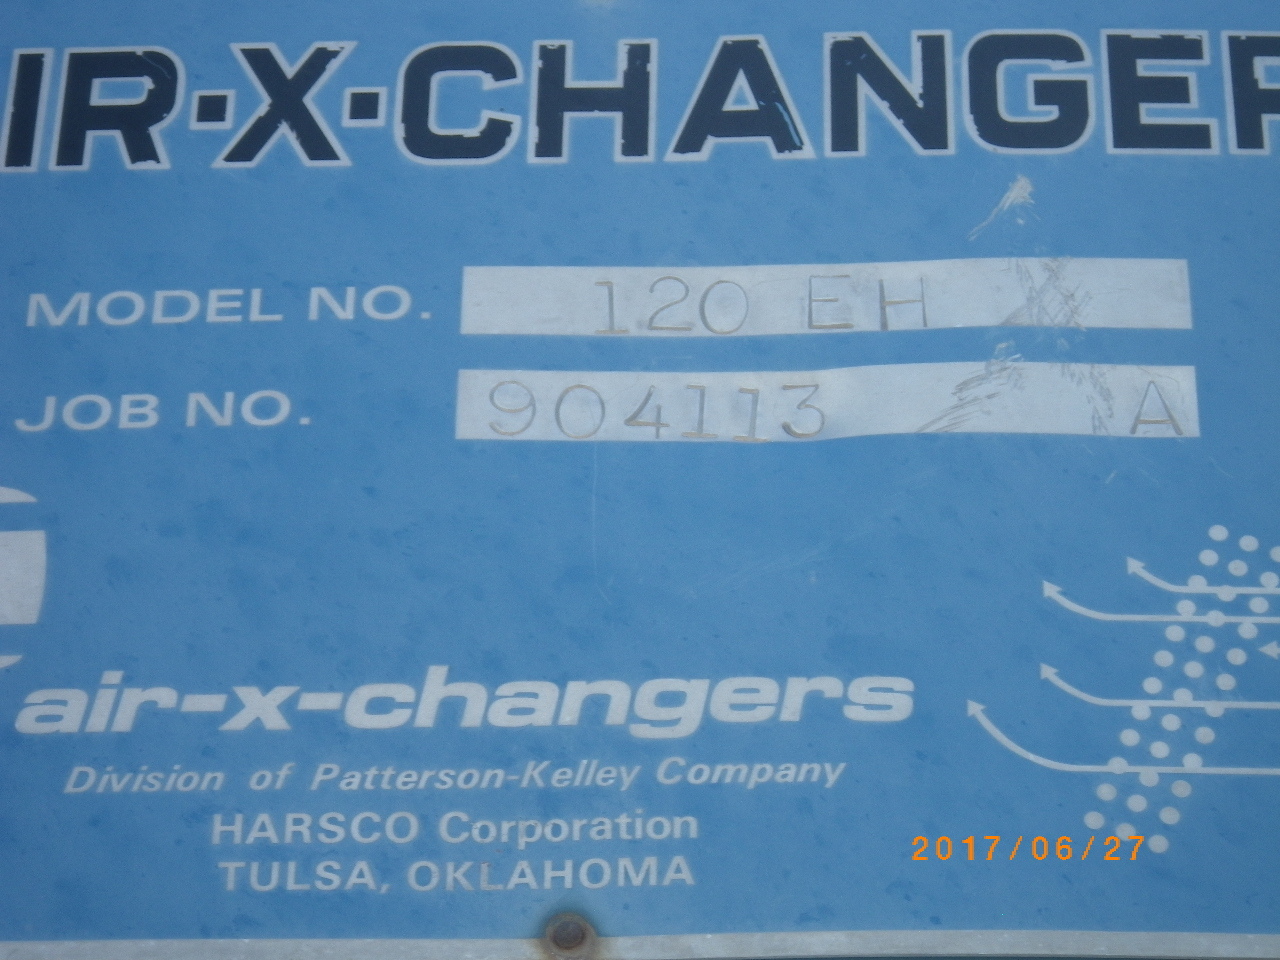 IR·X·CHANGER
MODEL NO. 120 EH
JOB NO. 904113 A
air-x-changers
Division of Patterson-Kelley Company
HARSCO Corporation
TULSA, OKLAHOMA
2017/06/27